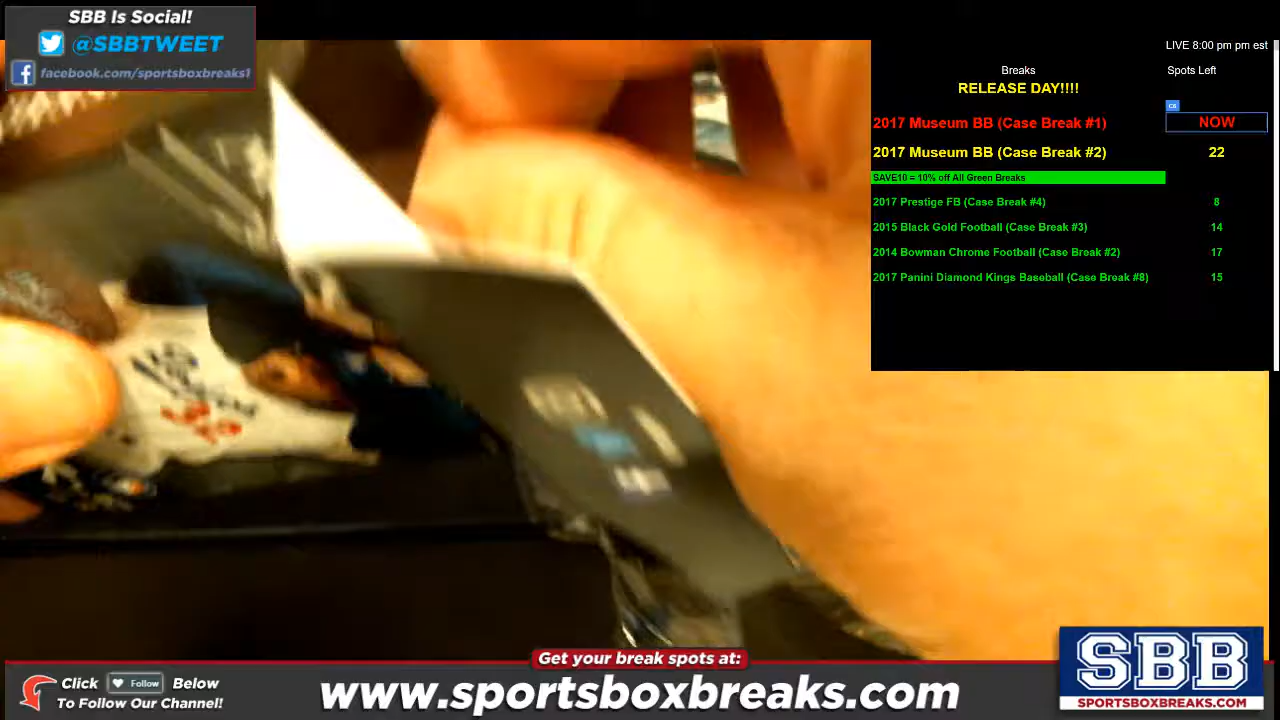 SBB Is Social!
@SBBTWEET
facebook.com/sportsboxbreaks1
LIVE 8:00 pm pm est
Breaks Spots Left
RELEASE DAY!!!!
2017 Museum BB (Case Break #1) NOW
2017 Museum BB (Case Break #2) 22
SAVE10 = 10% off All Green Breaks
2017 Prestige FB (Case Break #4) 8
2015 Black Gold Football (Case Break #3) 14
2014 Bowman Chrome Football (Case Break #2) 17
2017 Panini Diamond Kings Baseball (Case Break #8) 15
Get your break spots at:
Click Follow Below
To Follow Our Channel!
www.sportsboxbreaks.com
SBB
SPORTSBOXBREAKS.COM